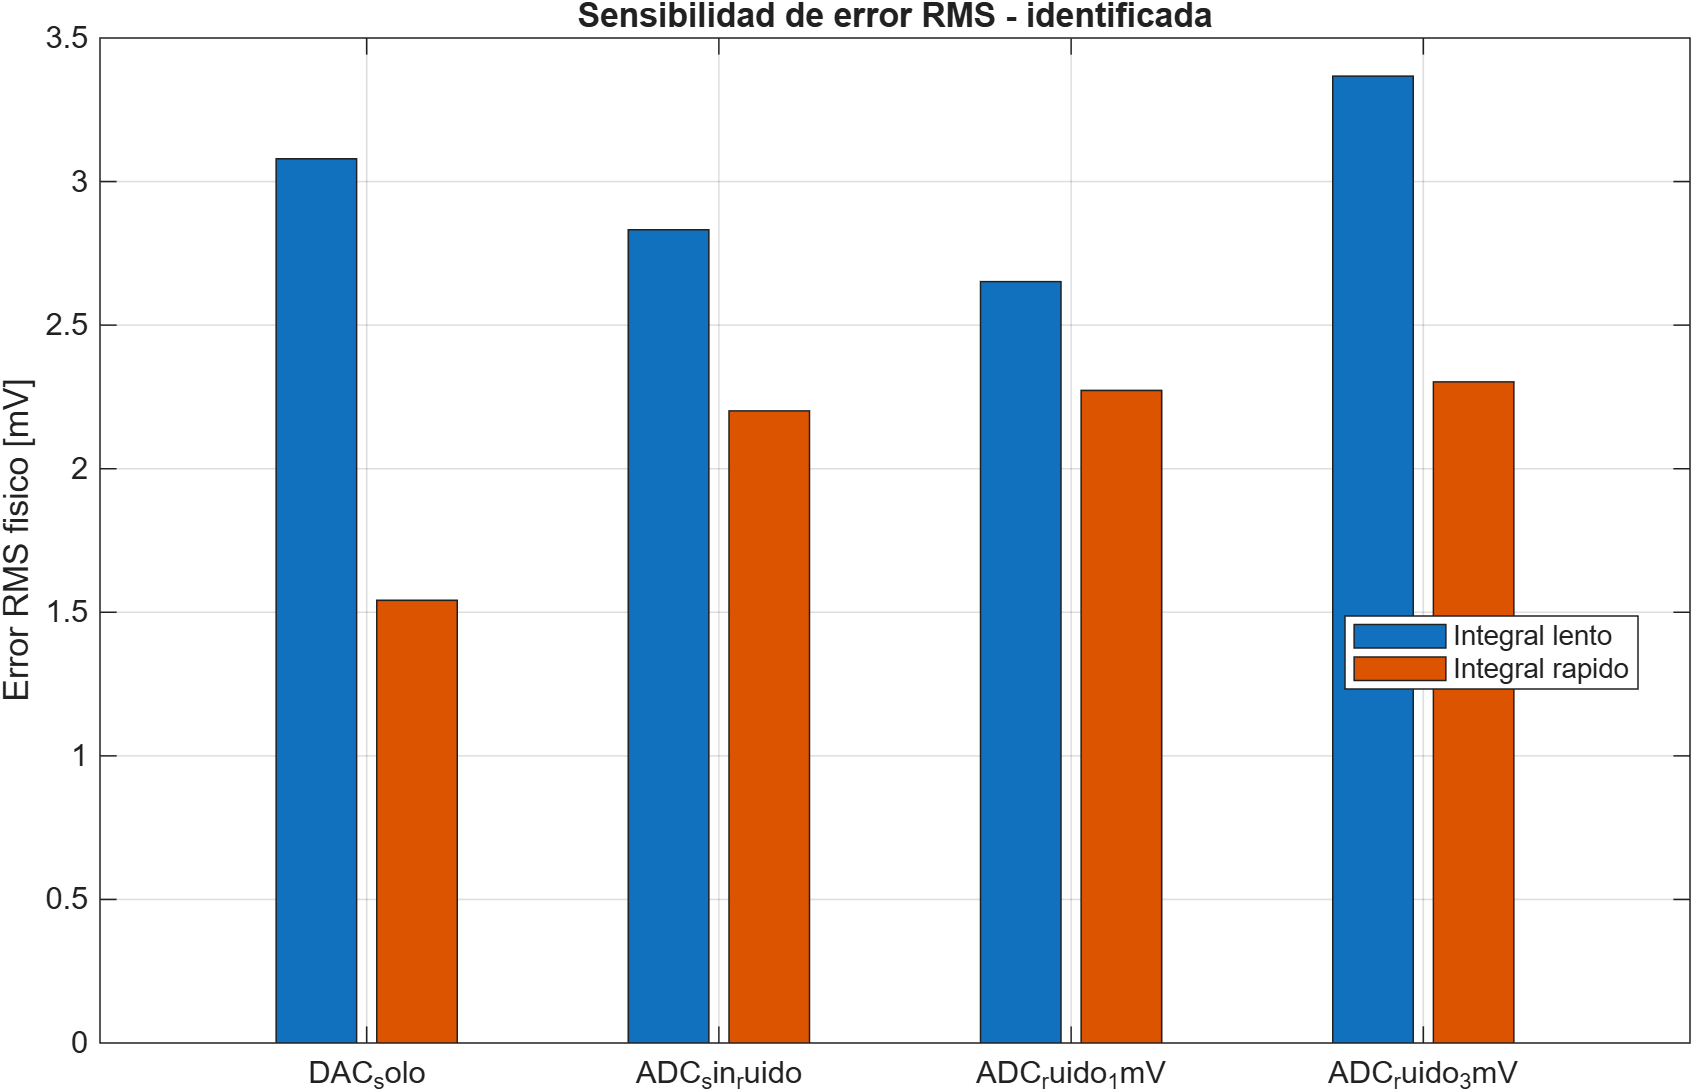 Sensibilidad de error RMS - identificada
Error RMS fisico [mV]
3.5
3
2.5
2
1.5
1
0.5
0
Integral lento
Integral rapido
DACsolo
ADCsinruido
ADCruido1mV
ADCruido3mV